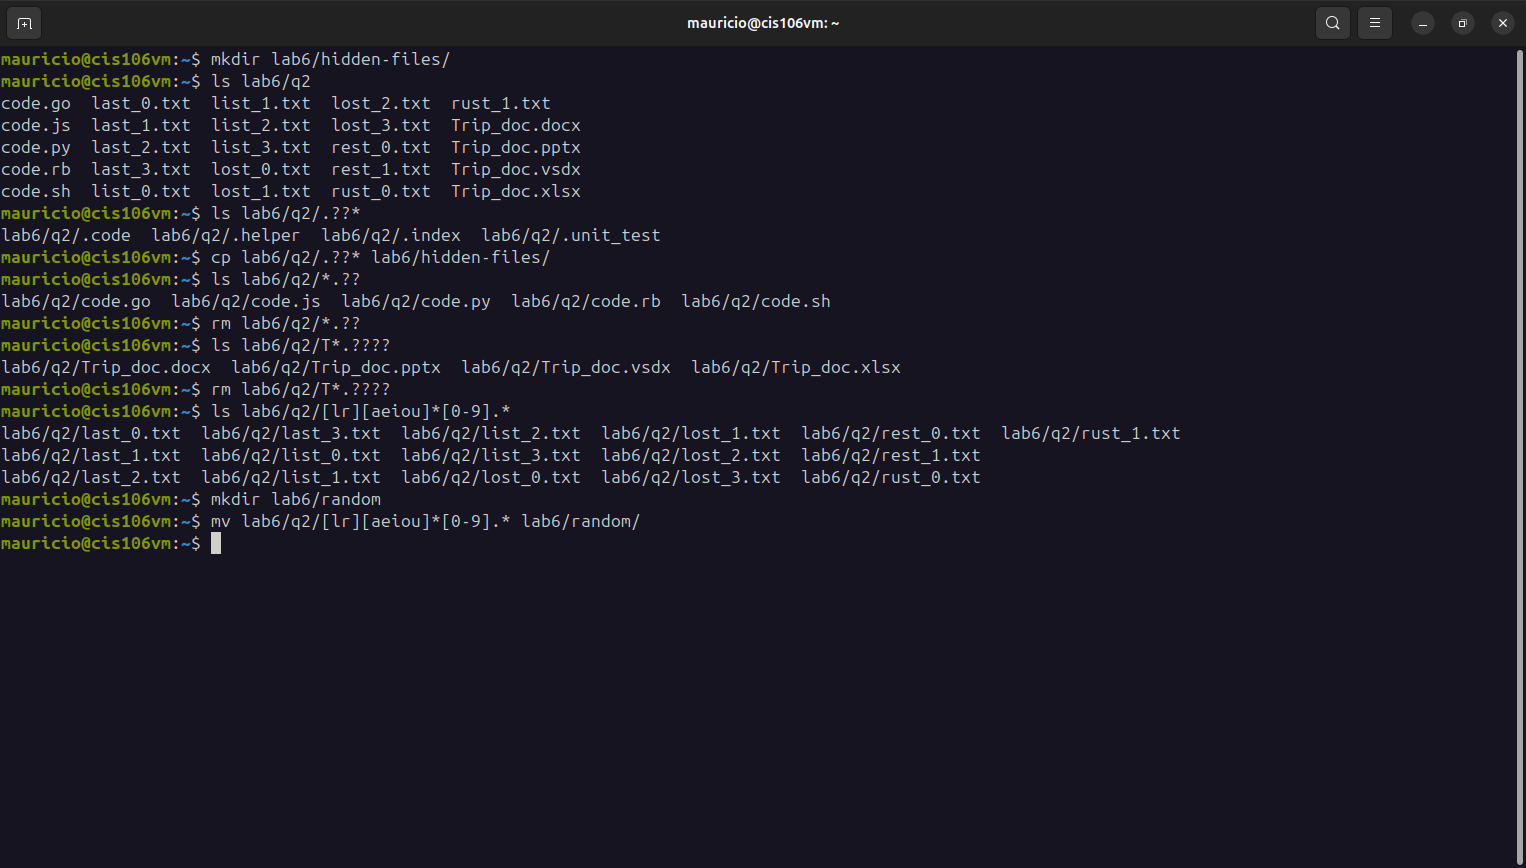 mauricio@cis106vm: ~
mauricio@cis106vm:~$ mkdir lab6/hidden-files/
mauricio@cis106vm:~$ ls lab6/q2
code.go  last_0.txt  list_1.txt  lost_2.txt  rust_1.txt
code.js  last_1.txt  list_2.txt  lost_3.txt  Trip_doc.docx
code.py  last_2.txt  list_3.txt  rest_0.txt  Trip_doc.pptx
code.rb  last_3.txt  lost_0.txt  rest_1.txt  Trip_doc.vsdx
code.sh  list_0.txt  lost_1.txt  rust_0.txt  Trip_doc.xlsx
mauricio@cis106vm:~$ ls lab6/q2/.??*
lab6/q2/.code  lab6/q2/.helper  lab6/q2/.index  lab6/q2/.unit_test
mauricio@cis106vm:~$ cp lab6/q2/.??* lab6/hidden-files/
mauricio@cis106vm:~$ ls lab6/q2/*.??
lab6/q2/code.go  lab6/q2/code.js  lab6/q2/code.py  lab6/q2/code.rb  lab6/q2/code.sh
mauricio@cis106vm:~$ rm lab6/q2/*.??
mauricio@cis106vm:~$ ls lab6/q2/T*.????
lab6/q2/Trip_doc.docx  lab6/q2/Trip_doc.pptx  lab6/q2/Trip_doc.vsdx  lab6/q2/Trip_doc.xlsx
mauricio@cis106vm:~$ rm lab6/q2/T*.????
mauricio@cis106vm:~$ ls lab6/q2/[lr][aeiou]*[0-9].*
lab6/q2/last_0.txt  lab6/q2/last_3.txt  lab6/q2/list_2.txt  lab6/q2/lost_1.txt  lab6/q2/rest_0.txt  lab6/q2/rust_1.txt
lab6/q2/last_1.txt  lab6/q2/list_0.txt  lab6/q2/list_3.txt  lab6/q2/lost_2.txt  lab6/q2/rest_1.txt
lab6/q2/last_2.txt  lab6/q2/list_1.txt  lab6/q2/lost_0.txt  lab6/q2/lost_3.txt  lab6/q2/rust_0.txt
mauricio@cis106vm:~$ mkdir lab6/random
mauricio@cis106vm:~$ mv lab6/q2/[lr][aeiou]*[0-9].* lab6/random/
mauricio@cis106vm:~$